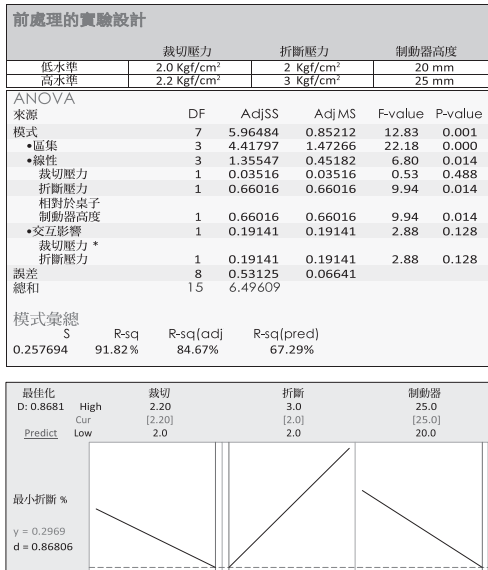 前處理的實驗設計
裁切壓力 折斷壓力 制動器高度
低水準 2.0 Kgf/cm² 2 Kgf/cm² 20 mm
高水準 2.2 Kgf/cm² 3 Kgf/cm² 25 mm
ANOVA
來源 DF AdjSS AdjMS F-value P-value
模式 7 5.96484 0.85212 12.83 0.001
•區集 3 4.41797 1.47266 22.18 0.000
•線性 3 1.35547 0.45182 6.80 0.014
裁切壓力 1 0.03516 0.03516 0.53 0.488
折斷壓力 1 0.66016 0.66016 9.94 0.014
相對於桌子
制動器高度 1 0.66016 0.66016 9.94 0.014
•交互影響 1 0.19141 0.19141 2.88 0.128
裁切壓力 *
折斷壓力 1 0.19141 0.19141 2.88 0.128
誤差 8 0.53125 0.06641
總和 15 6.49609
模式彙總
S R-sq R-sq(adj R-sq(pred)
0.257694 91.82% 84.67% 67.29%
最佳化 裁切 折斷 制動器
D: 0.8681 High 2.20 3.0 25.0
Cur [2.20] [2.0] [25.0]
Predict Low 2.0 2.0 20.0
最小折斷 %
y = 0.2969
d = 0.86806